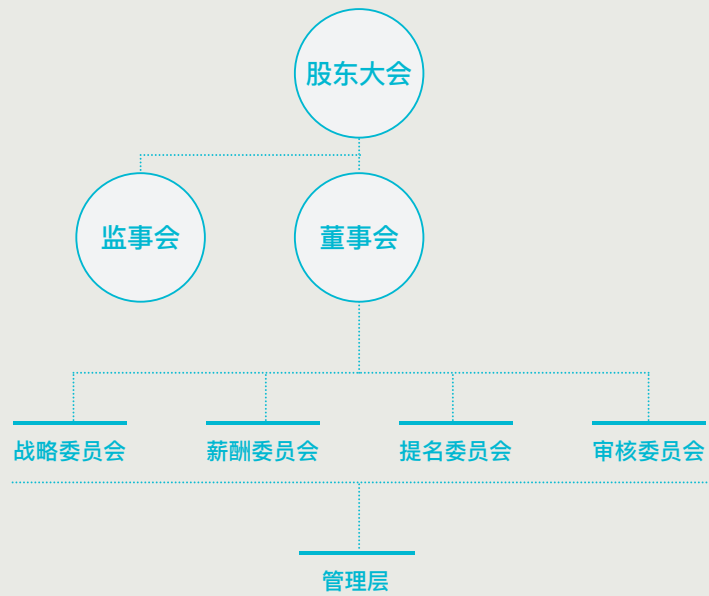 股东大会
监事会
董事会
战略委员会
薪酬委员会
提名委员会
审核委员会
管理层